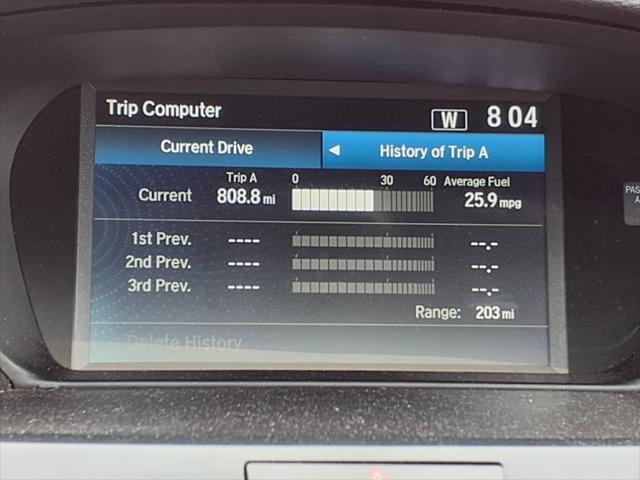 Trip Computer W 8 04
Current Drive ◄ History of Trip A
Trip A 0 30 60 Average Fuel
Current 808.8 mi 25.9 mpg
1st Prev. ---- --.-
2nd Prev. ---- --.-
3rd Prev. ---- --.-
Range: 203 mi
Delete History
PAS
A